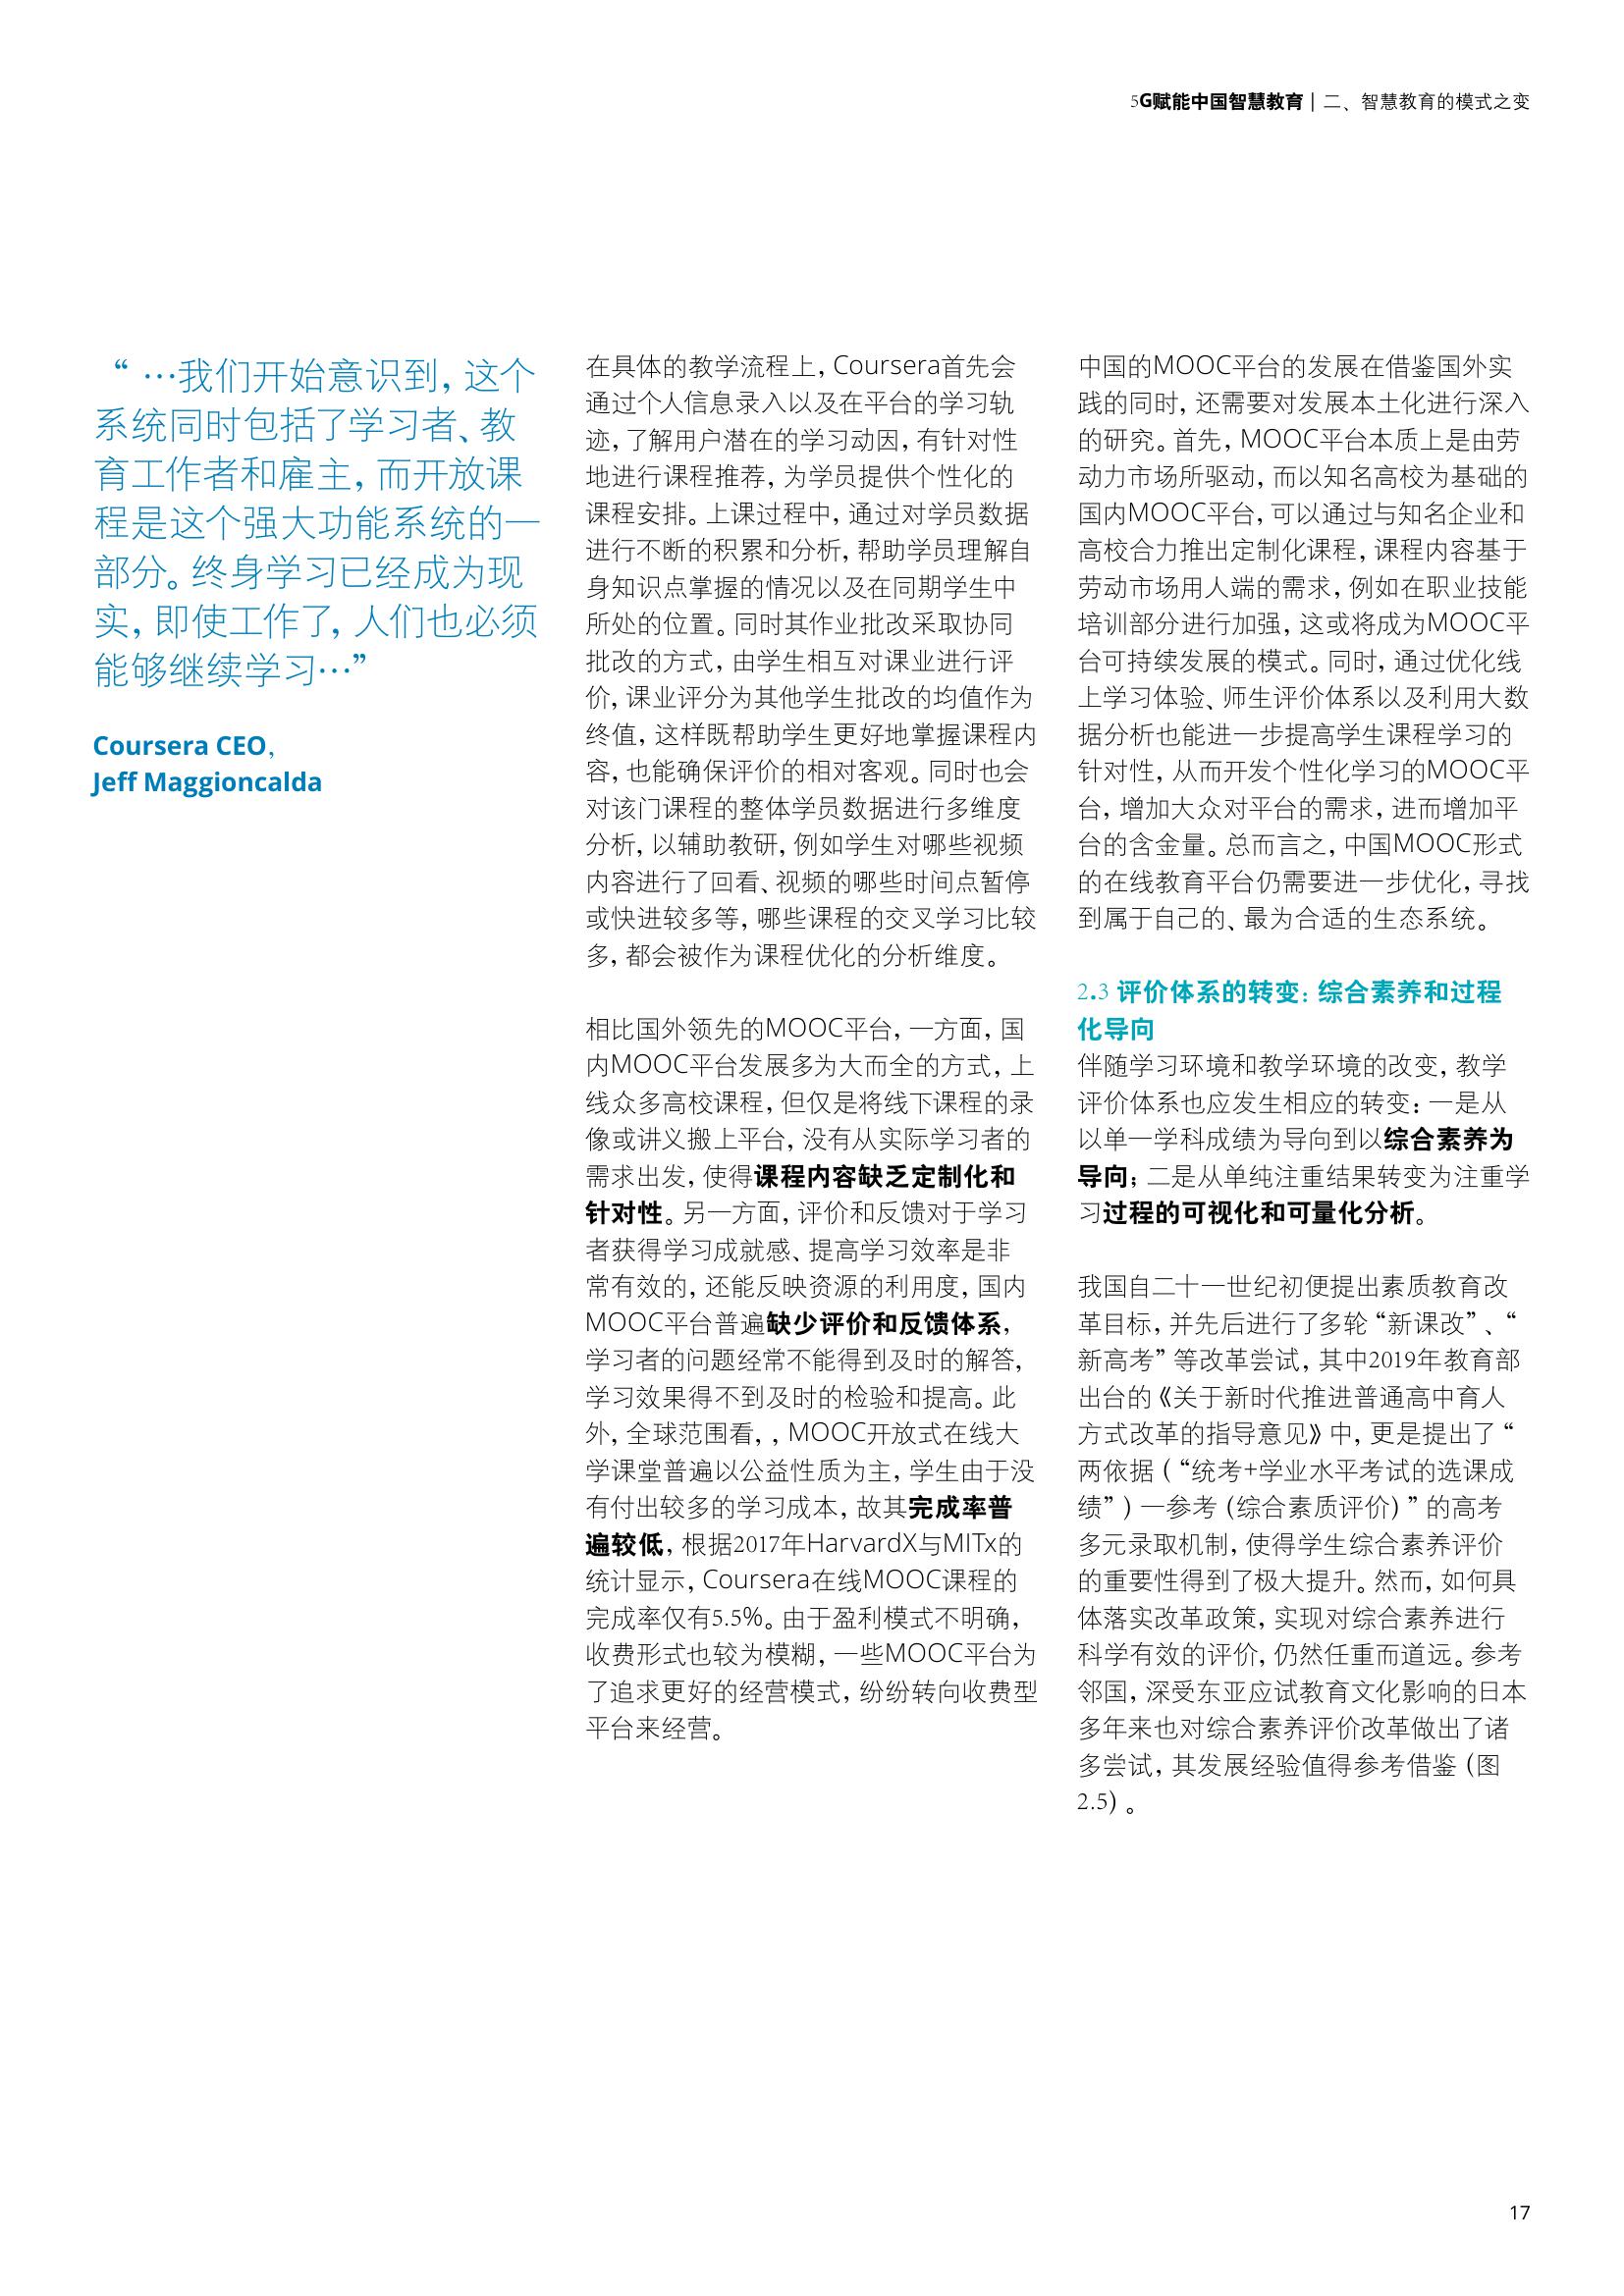 5G赋能中国智慧教育 | 二、智慧教育的模式之变
“ …我们开始意识到，这个
系统同时包括了学习者、教
育工作者和雇主，而开放课
程是这个强大功能系统的一
部分。终身学习已经成为现
实，即使工作了，人们也必须
能够继续学习…”
Coursera CEO,
Jeff Maggioncalda
在具体的教学流程上，Coursera首先会
通过个人信息录入以及在平台的学习轨
迹，了解用户潜在的学习动因，有针对性
地进行课程推荐，为学员提供个性化的
课程安排。上课过程中，通过对学员数据
进行不断的积累和分析，帮助学员理解自
身知识点掌握的情况以及在同期学生中
所处的位置。同时其作业批改采取协同
批改的方式，由学生相互对课业进行评
价，课业评分为其他学生批改的均值作为
终值，这样既帮助学生更好地掌握课程内
容，也能确保评价的相对客观。同时也会
对该门课程的整体学员数据进行多维度
分析，以辅助教研，例如学生对哪些视频
内容进行了回看、视频的哪些时间点暂停
或快进较多等，哪些课程的交叉学习比较
多，都会被作为课程优化的分析维度。
相比国外领先的MOOC平台，一方面，国
内MOOC平台发展多为大而全的方式，上
线众多高校课程，但仅是将线下课程的录
像或讲义搬上平台，没有从实际学习者的
需求出发，使得课程内容缺乏定制化和
针对性。另一方面，评价和反馈对于学习
者获得学习成就感、提高学习效率是非
常有效的，还能反映资源的利用度，国内
MOOC平台普遍缺少评价和反馈体系，
学习者的问题经常不能得到及时的解答，
学习效果得不到及时的检验和提高。此
外，全球范围看，，MOOC开放式在线大
学课堂普遍以公益性质为主，学生由于没
有付出较多的学习成本，故其完成率普
遍较低，根据2017年HarvardX与MITx的
统计显示，Coursera在线MOOC课程的
完成率仅有5.5%。由于盈利模式不明确，
收费形式也较为模糊，一些MOOC平台为
了追求更好的经营模式，纷纷转向收费型
平台来经营。
中国的MOOC平台的发展在借鉴国外实
践的同时，还需要对发展本土化进行深入
的研究。首先，MOOC平台本质上是由劳
动力市场所驱动，而以知名高校为基础的
国内MOOC平台，可以通过与知名企业和
高校合力推出定制化课程，课程内容基于
劳动市场用人端的需求，例如在职业技能
培训部分进行加强，这或将成为MOOC平
台可持续发展的模式。同时，通过优化线
上学习体验、师生评价体系以及利用大数
据分析也能进一步提高学生课程学习的
针对性，从而开发个性化学习的MOOC平
台，增加大众对平台的需求，进而增加平
台的含金量。总而言之，中国MOOC形式
的在线教育平台仍需要进一步优化，寻找
到属于自己的、最为合适的生态系统。
2.3 评价体系的转变：综合素养和过程
化导向
伴随学习环境和教学环境的改变，教学
评价体系也应发生相应的转变：一是从
以单一学科成绩为导向到以综合素养为
导向；二是从单纯注重结果转变为注重学
习过程的可视化和可量化分析。
我国自二十一世纪初便提出素质教育改
革目标，并先后进行了多轮“新课改”、“
新高考”等改革尝试，其中2019年教育部
出台的《关于新时代推进普通高中育人
方式改革的指导意见》中，更是提出了“
两依据（“统考+学业水平考试的选课成
绩”）一参考（综合素质评价）”的高考
多元录取机制，使得学生综合素养评价
的重要性得到了极大提升。然而，如何具
体落实改革政策，实现对综合素养进行
科学有效的评价，仍然任重而道远。参考
邻国，深受东亚应试教育文化影响的日本
多年来也对综合素养评价改革做出了诸
多尝试，其发展经验值得参考借鉴（图
2.5）。
17